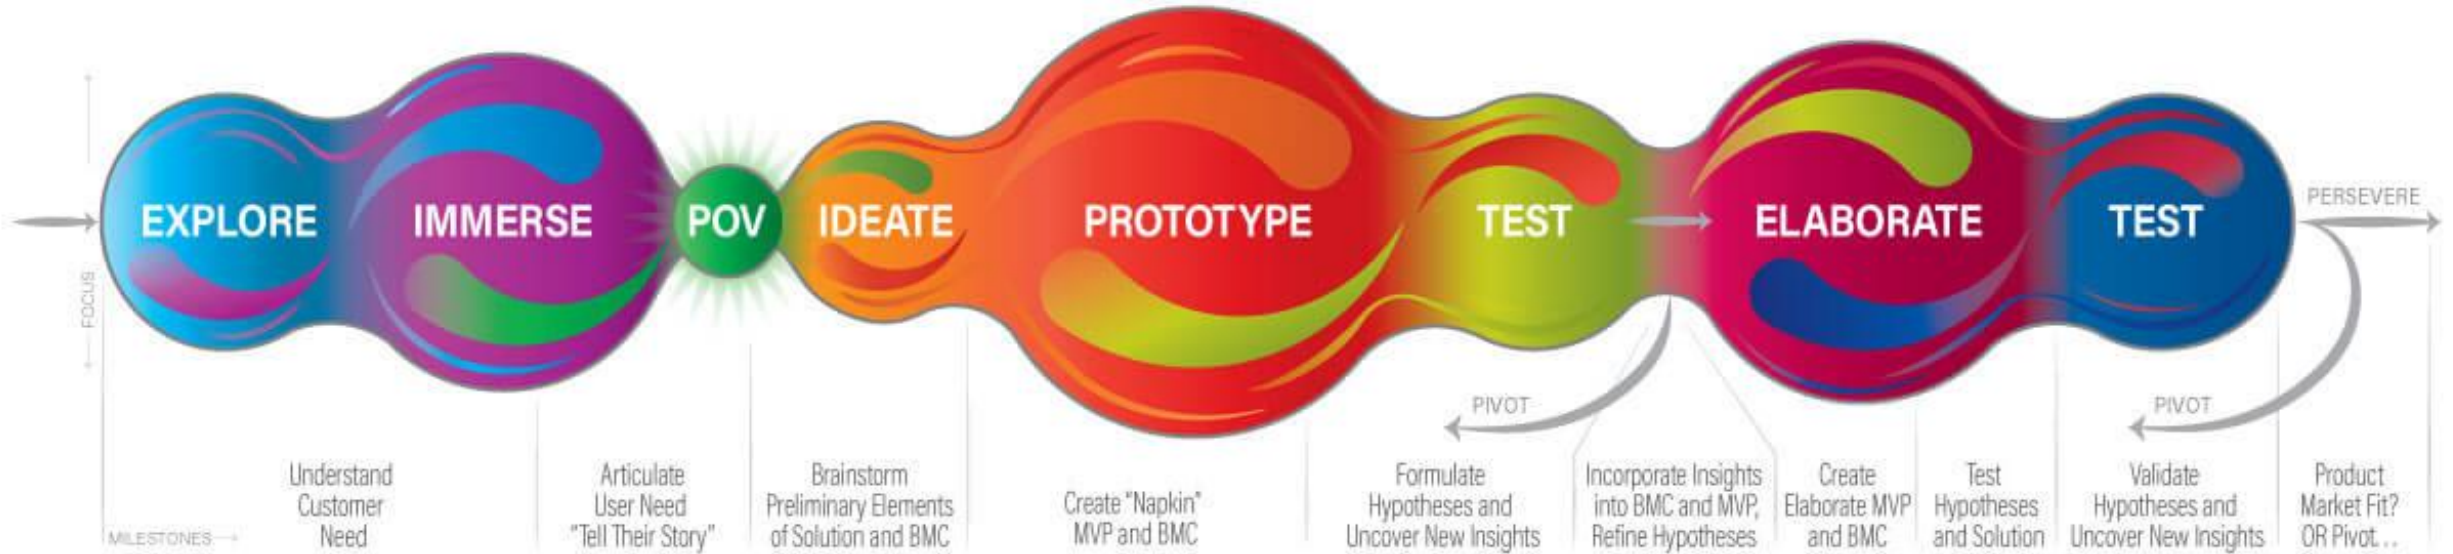 EXPLORE
IMMERSE
POV
IDEATE
PROTOTYPE
TEST
ELABORATE
TEST
PERSEVERE
FOCUS
PIVOT
PIVOT
MILESTONES
Understand
Customer
Need
Articulate
User Need
"Tell Their Story"
Brainstorm
Preliminary Elements
of Solution and BMC
Create "Napkin"
MVP and BMC
Formulate
Hypotheses and
Uncover New Insights
Incorporate Insights
into BMC and MVP,
Refine Hypotheses
Create
Elaborate MVP
and BMC
Test
Hypotheses
and Solution
Validate
Hypotheses and
Uncover New Insights
Product
Market Fit?
OR Pivot...